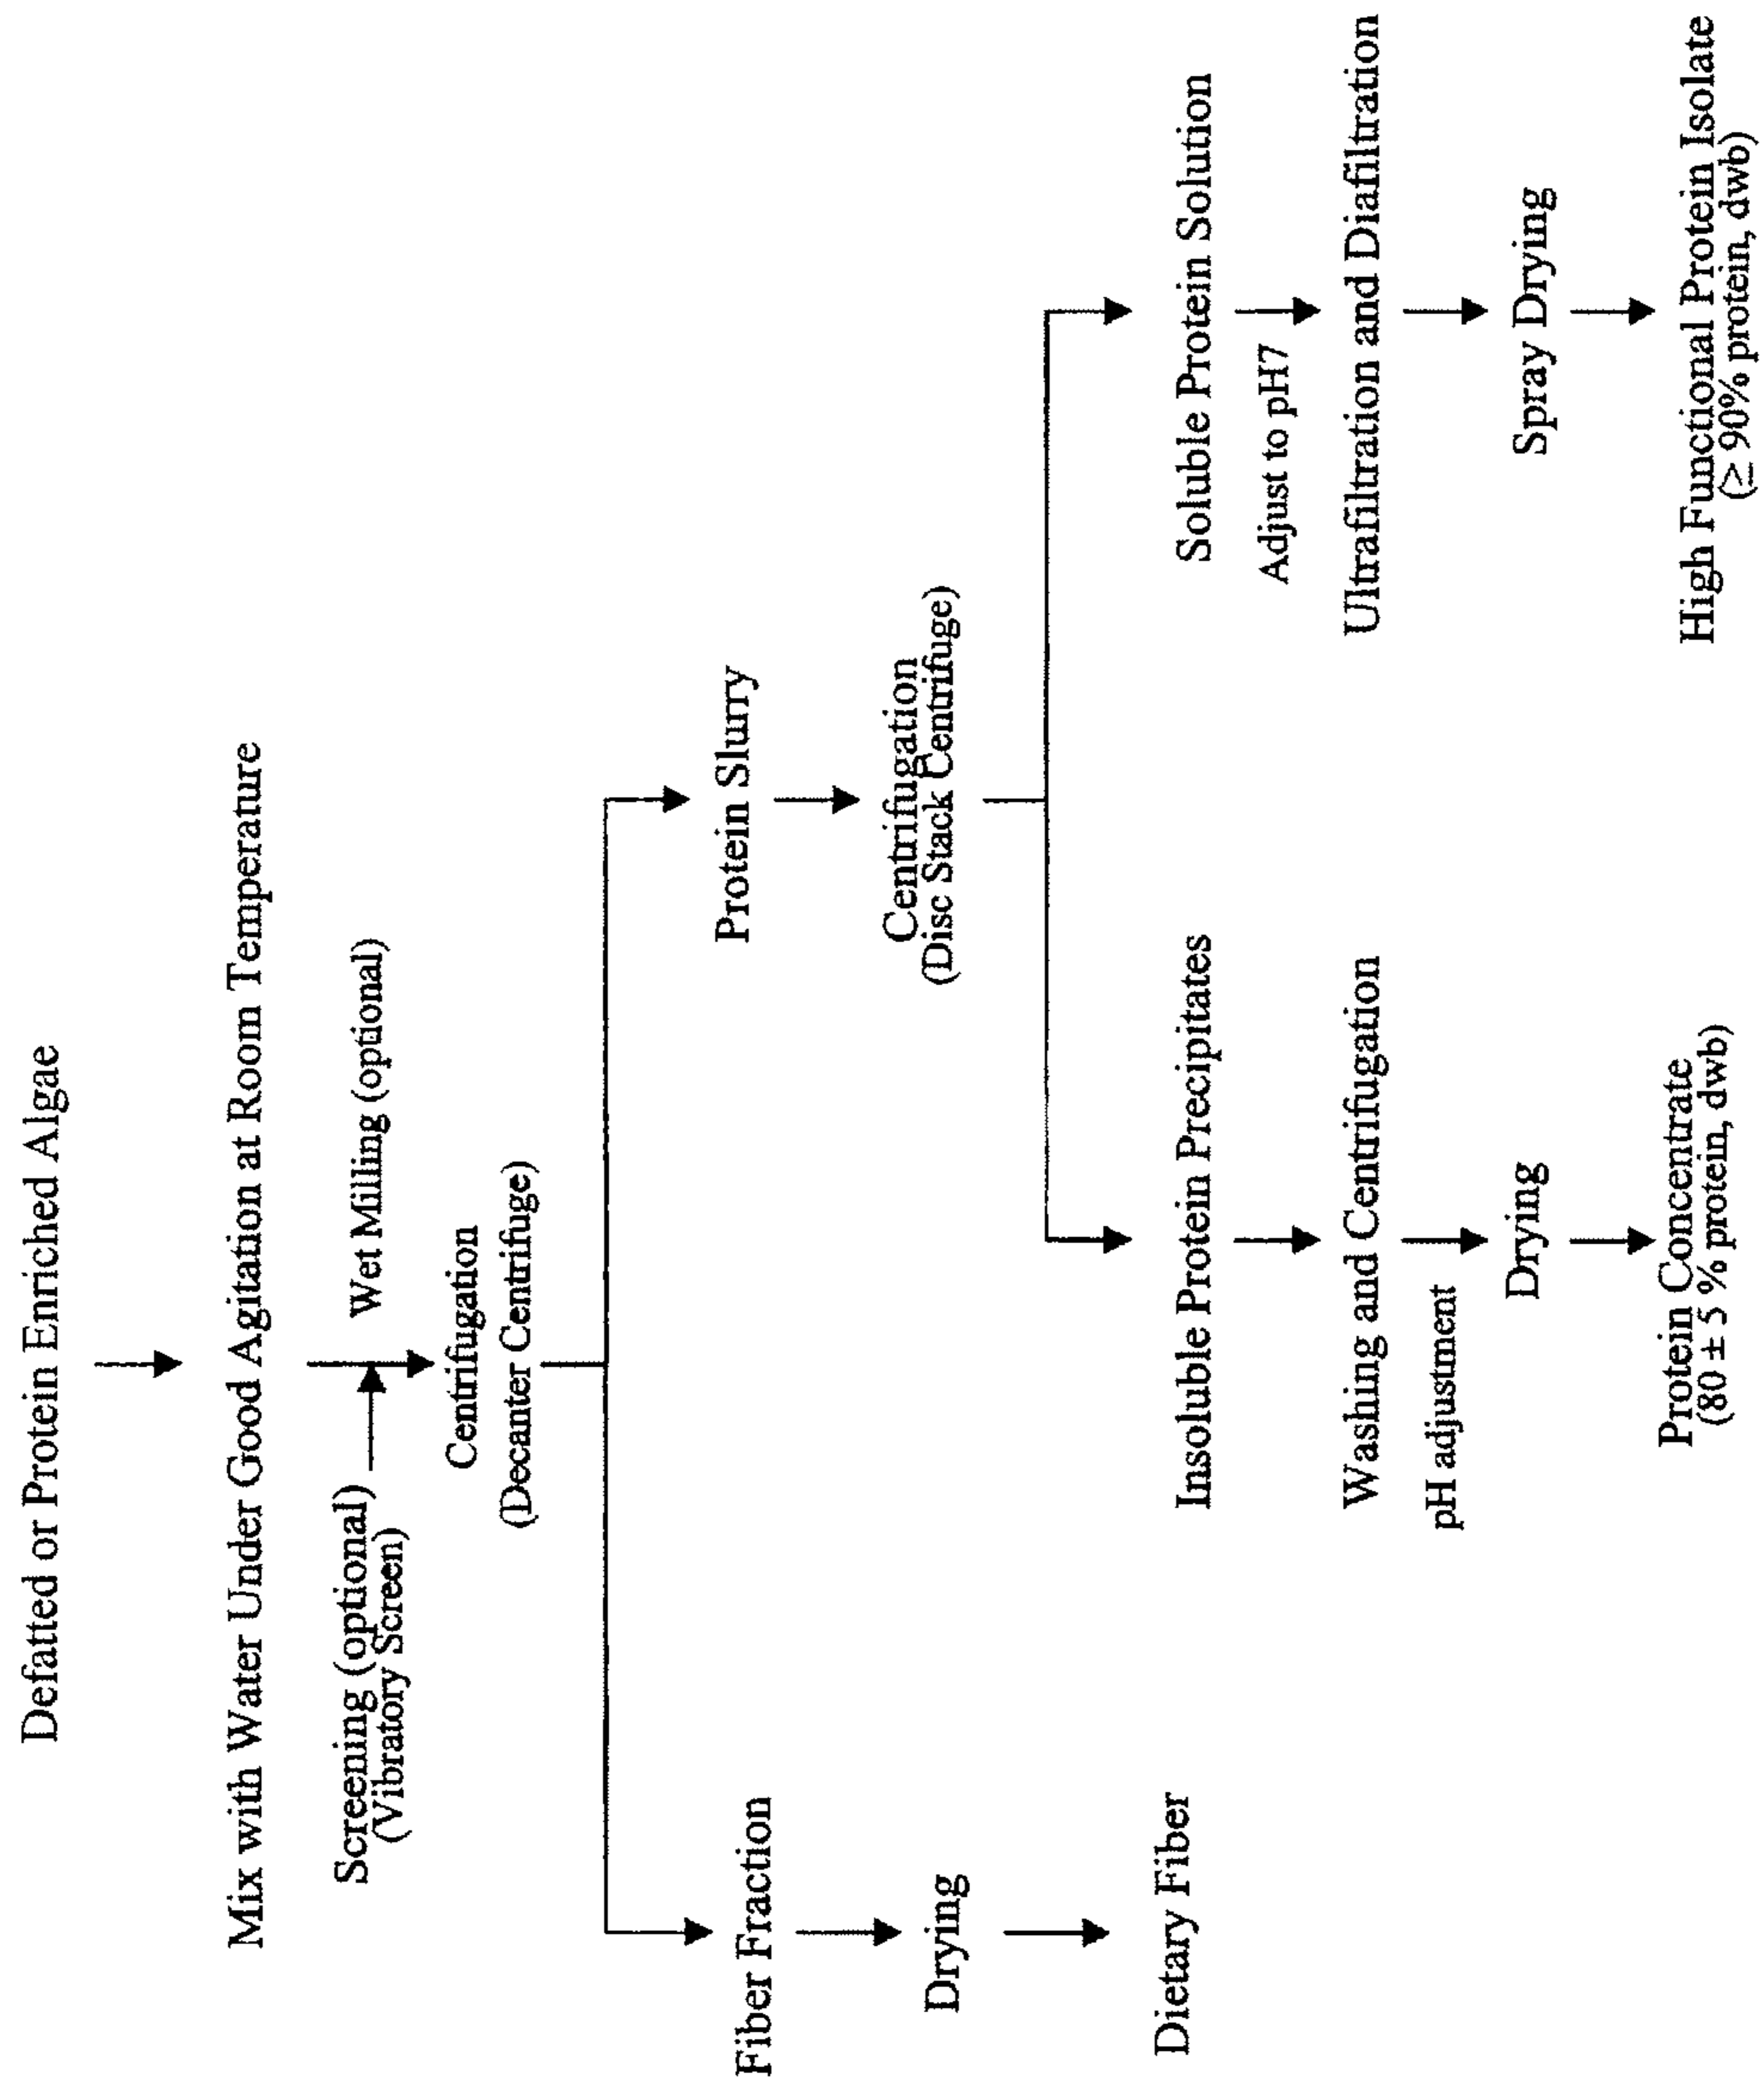 Defatted or Protein Enriched Algae
Mix with Water Under Good Agitation at Room Temperature
Screening (optional)
(Vibratory Screen)
Wet Milling (optional)
Centrifugation
(Decanter Centrifuge)
Fiber Fraction
Drying
Dietary Fiber
Protein Slurry
Centrifugation
(Disc Stack Centrifuge)
Insoluble Protein Precipitates
Washing and Centrifugation
pH adjustment
Drying
Protein Concentrate
(80 ± 5 % protein, dwb)
Soluble Protein Solution
Adjust to pH7
Ultrafiltration and Diafiltration
Spray Drying
High Functional Protein Isolate
(≥ 90% protein, dwb)